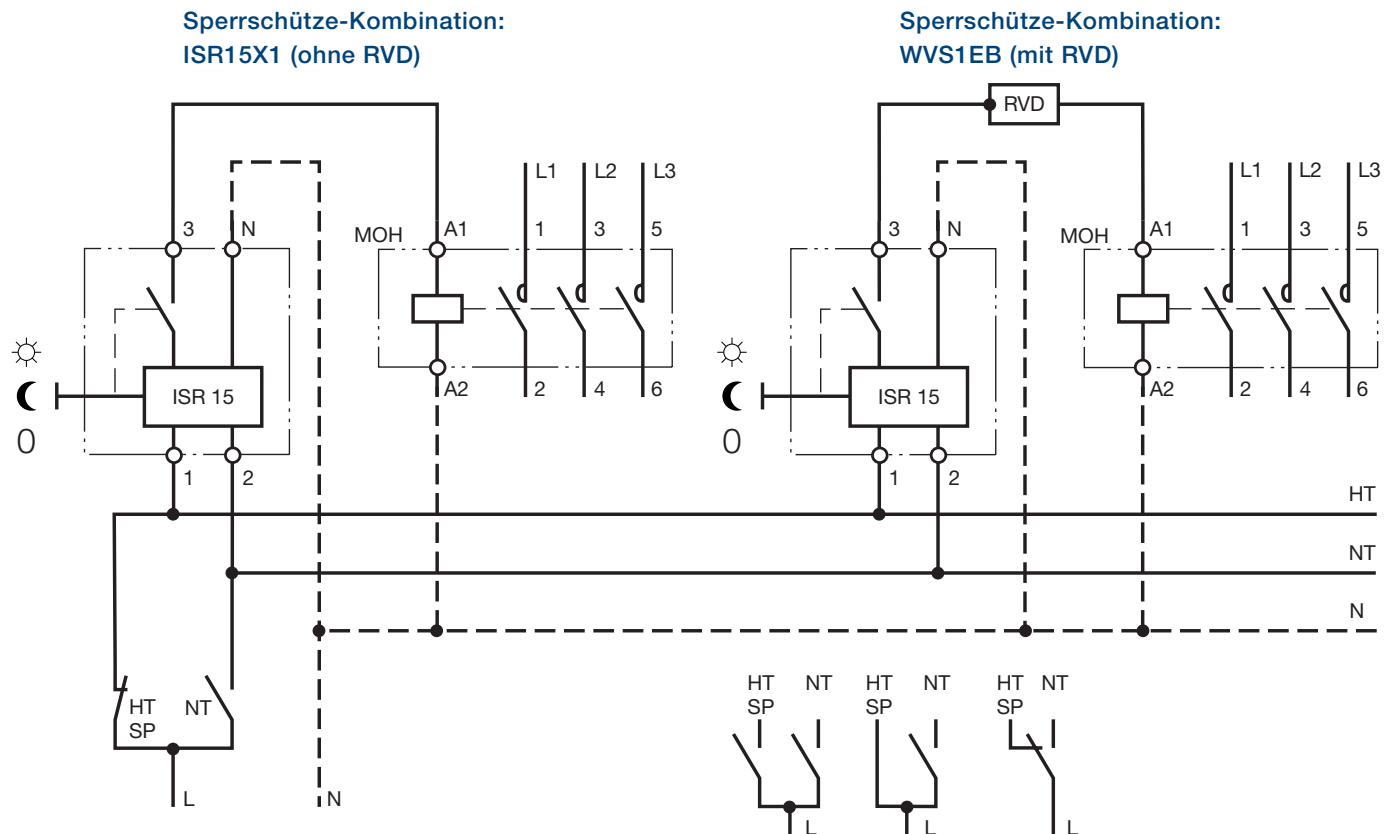 Sperrschütze-Kombination:
ISR15X1 (ohne RVD)
Sperrschütze-Kombination:
WVS1EB (mit RVD)
RVD
L1 L2 L3
L1 L2 L3
3 N MOH A1 1 3 5
3 N MOH A1 1 3 5
ISR 15 A2 2 4 6
ISR 15 A2 2 4 6
0
0
1 2
1 2
HT
NT
N
HT
SP
NT
L
N
HT NT
SP
L
HT NT
SP
L
HT NT
SP
L